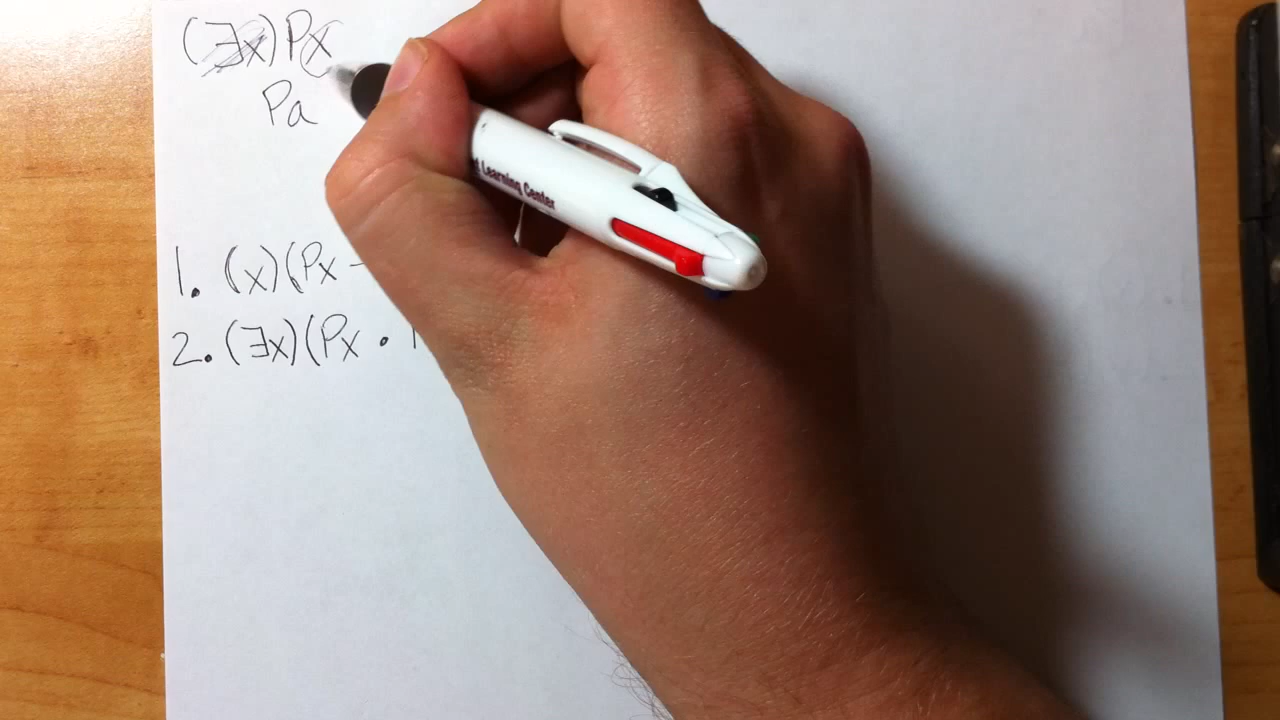 (∃x)Px
Pa
Learning Center
1. (x)(Px
2. (∃x)(Px •